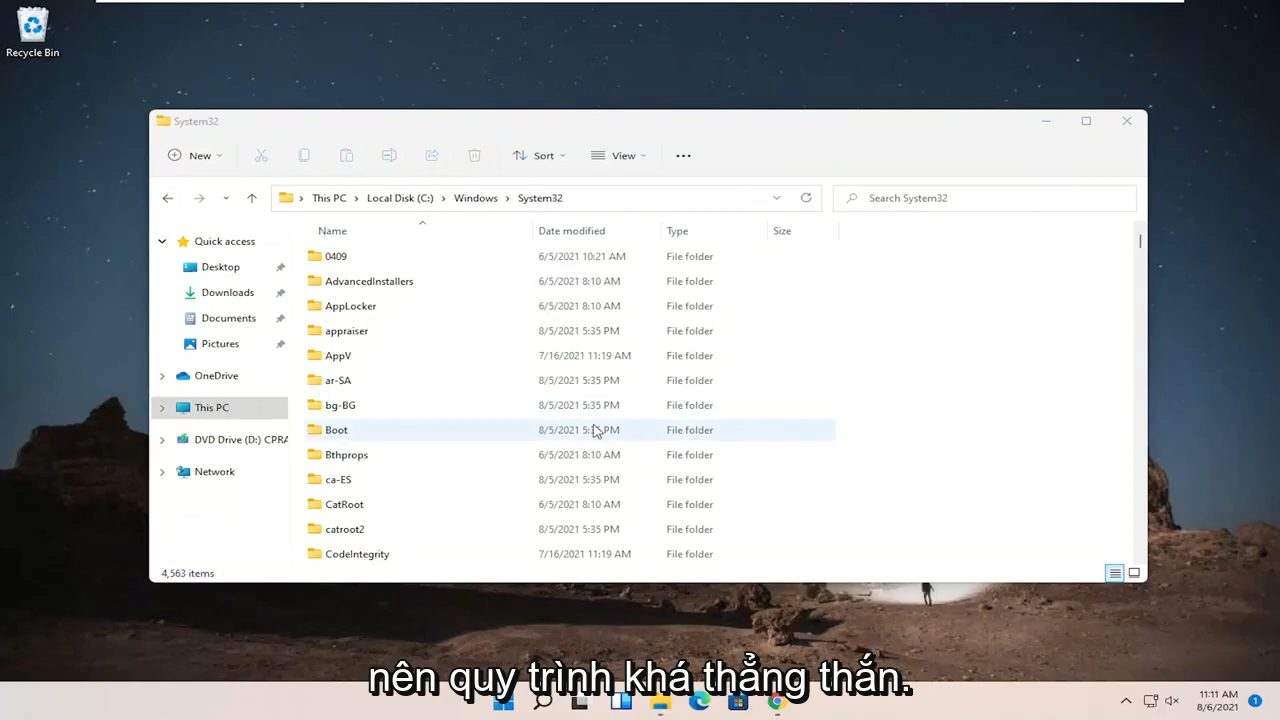 Recycle Bin
System32
New
Sort
View
This PC
Local Disk (C:)
Windows
System32
Search System32
Name
Date modified
Type
Size
Quick access
Desktop
Downloads
Documents
Pictures
OneDrive
This PC
DVD Drive (D:) CPRA
Network
0409 6/5/2021 10:21 AM File folder
AdvancedInstallers 6/5/2021 8:10 AM File folder
AppLocker 6/5/2021 8:10 AM File folder
appraiser 8/5/2021 5:35 PM File folder
AppV 7/16/2021 11:19 AM File folder
ar-SA 8/5/2021 5:35 PM File folder
bg-BG 8/5/2021 5:35 PM File folder
Boot 8/5/2021 PM File folder
Bthprops 6/5/2021 8:10 AM File folder
ca-ES 8/5/2021 5:35 PM File folder
CatRoot 6/5/2021 8:10 AM File folder
catroot2 8/5/2021 5:35 PM File folder
CodeIntegrity 7/16/2021 11:19 AM File folder
4,563 items
nên quy trình khá thẳng thắn.
11:11 AM
8/6/2021
1